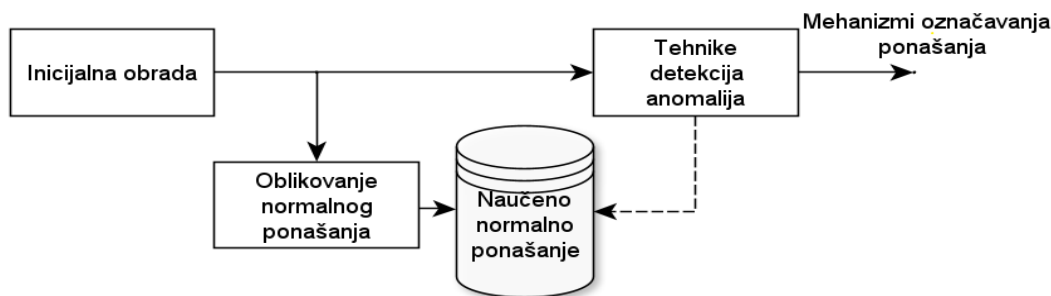 Mehanizmi označavanja
ponašanja
Inicijalna obrada
Tehnike
detekcija
anomalija
Oblikovanje
normalnog
ponašanja
Naučeno
normalno
ponašanje